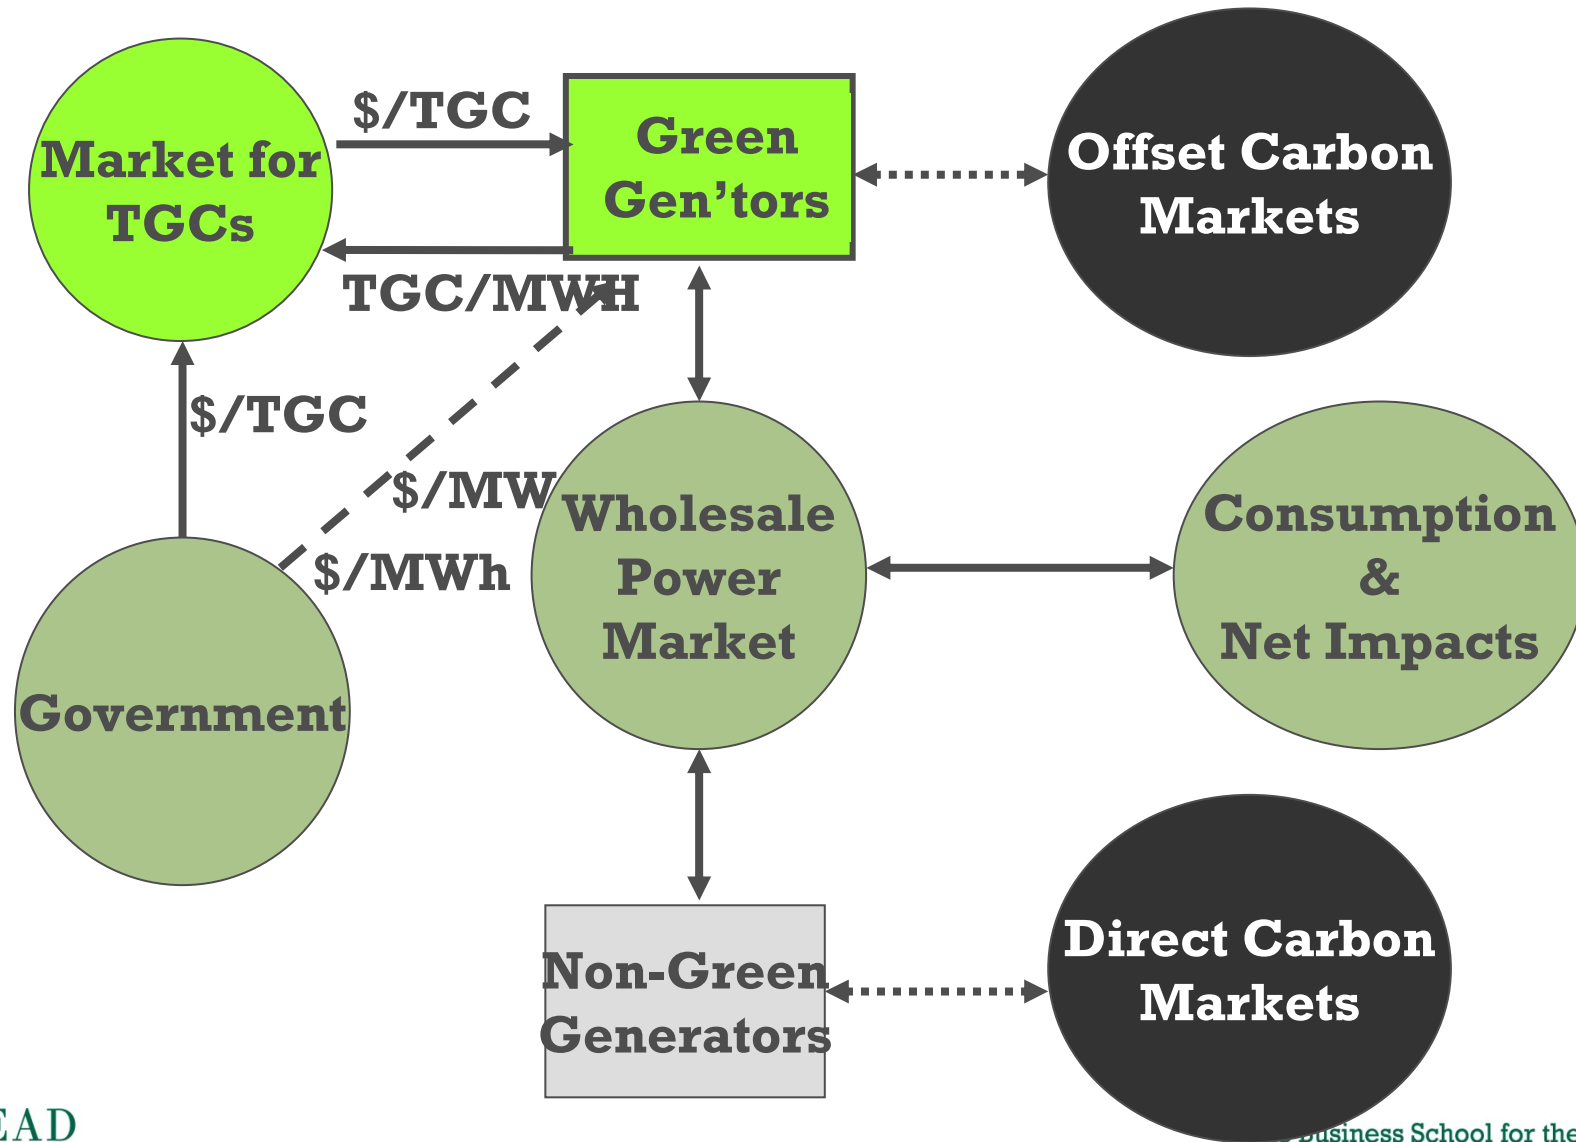 $/TGC
Market for
TGCs
Green
Gen'tors
Offset Carbon
Markets
TGC/MWH
$/TGC
$/MW
$/MWh
Wholesale
Power
Market
Consumption
&
Net Impacts
Government
Non-Green
Generators
Direct Carbon
Markets
EAD
Business School for the